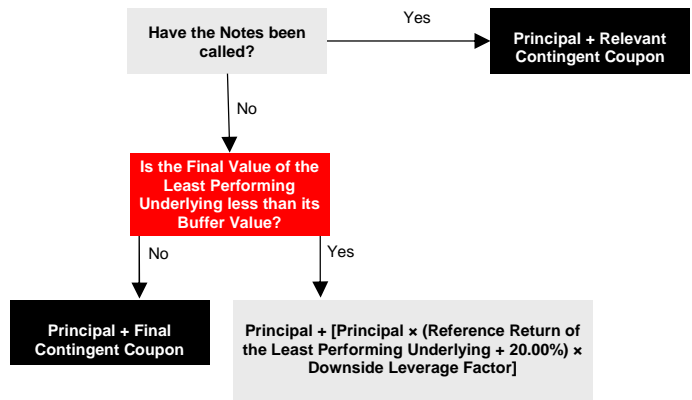 Have the Notes been
called?
Yes
Principal + Relevant
Contingent Coupon
No
Is the Final Value of the
Least Performing
Underlying less than its
Buffer Value?
No
Yes
Principal + Final
Contingent Coupon
Principal + [Principal × (Reference Return of
the Least Performing Underlying + 20.00%) ×
Downside Leverage Factor]